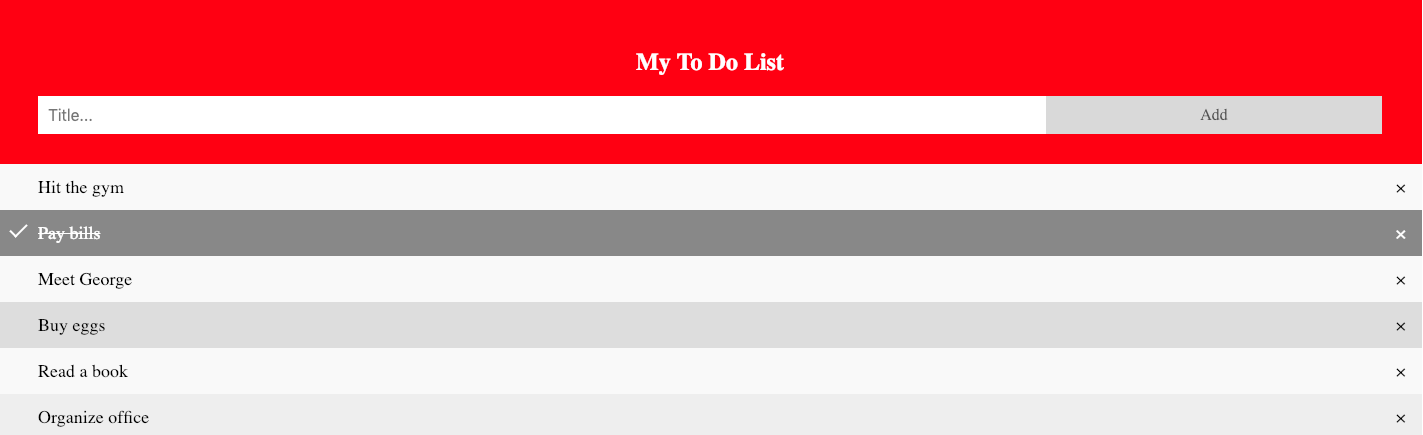 My To Do List
Title...
Add
Hit the gym ×
Pay bills ×
Meet George ×
Buy eggs ×
Read a book ×
Organize office ×